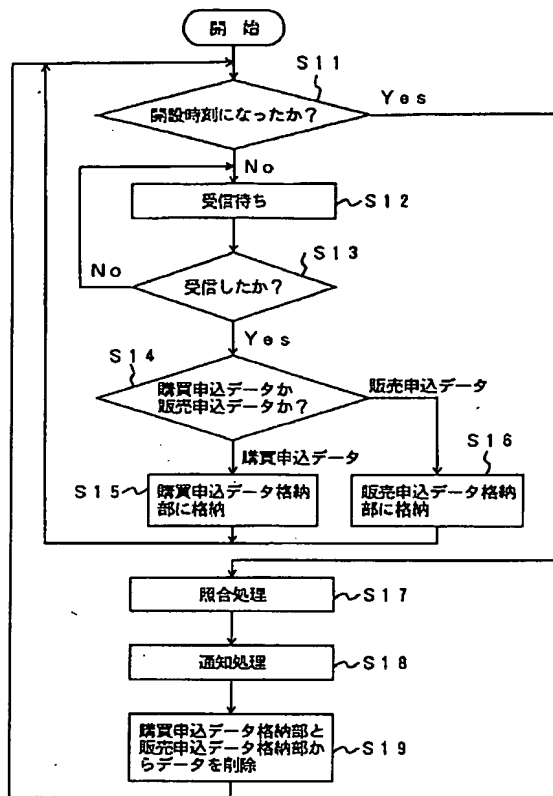 開始
S11
開設時刻になったか?
Yes
No
受信待ち
S12
S13
No
受信したか?
Yes
S14
購買申込データか
販売申込データか?
販売申込データ
購買申込データ
S16
S15
購買申込データ格納
部に格納
販売申込データ格納
部に格納
照合処理
S17
通知処理
S18
購買申込データ格納部と
販売申込データ格納部か
らデータを削除
S19